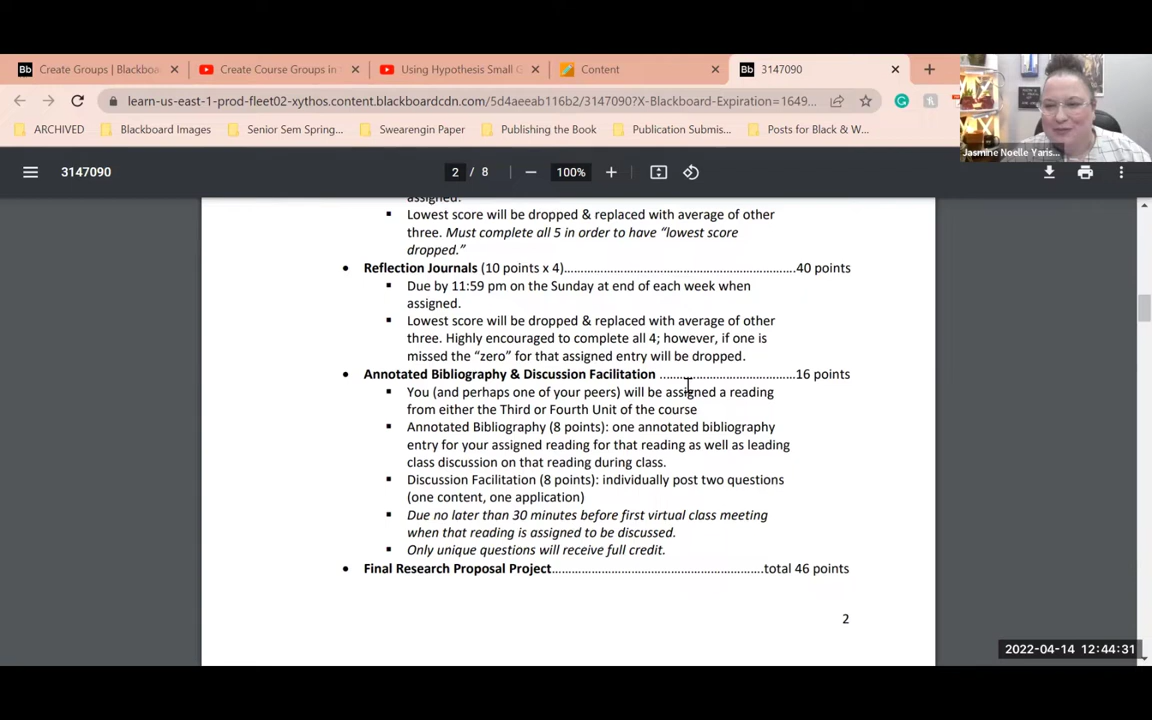 Create Groups | Blackboa
Create Course Groups in
Using Hypothesis Small G
Content
3147090
learn-us-east-1-prod-fleet02-xythos.content.blackboardcdn.com/5d4aeeab116b2/3147090?X-Blackboard-Expiration=1649...
ARCHIVED
Blackboard Images
Senior Sem Spring...
Swearengin Paper
Publishing the Book
Publication Submis...
Posts for Black & W...
Jasmine Noelle Yaris...
3147090
2 / 8
100%
assigned.
▪ Lowest score will be dropped & replaced with average of other
three. Must complete all 5 in order to have “lowest score
dropped.”
• Reflection Journals (10 points x 4)……………………………………………………………..40 points
▪ Due by 11:59 pm on the Sunday at end of each week when
assigned.
▪ Lowest score will be dropped & replaced with average of other
three. Highly encouraged to complete all 4; however, if one is
missed the “zero” for that assigned entry will be dropped.
• Annotated Bibliography & Discussion Facilitation ……………………………………16 points
▪ You (and perhaps one of your peers) will be assigned a reading
from either the Third or Fourth Unit of the course
▪ Annotated Bibliography (8 points): one annotated bibliography
entry for your assigned reading for that reading as well as leading
class discussion on that reading during class.
▪ Discussion Facilitation (8 points): individually post two questions
(one content, one application)
▪ Due no later than 30 minutes before first virtual class meeting
when that reading is assigned to be discussed.
▪ Only unique questions will receive full credit.
• Final Research Proposal Project………………………………………………………….total 46 points
2
2022-04-14 12:44:31